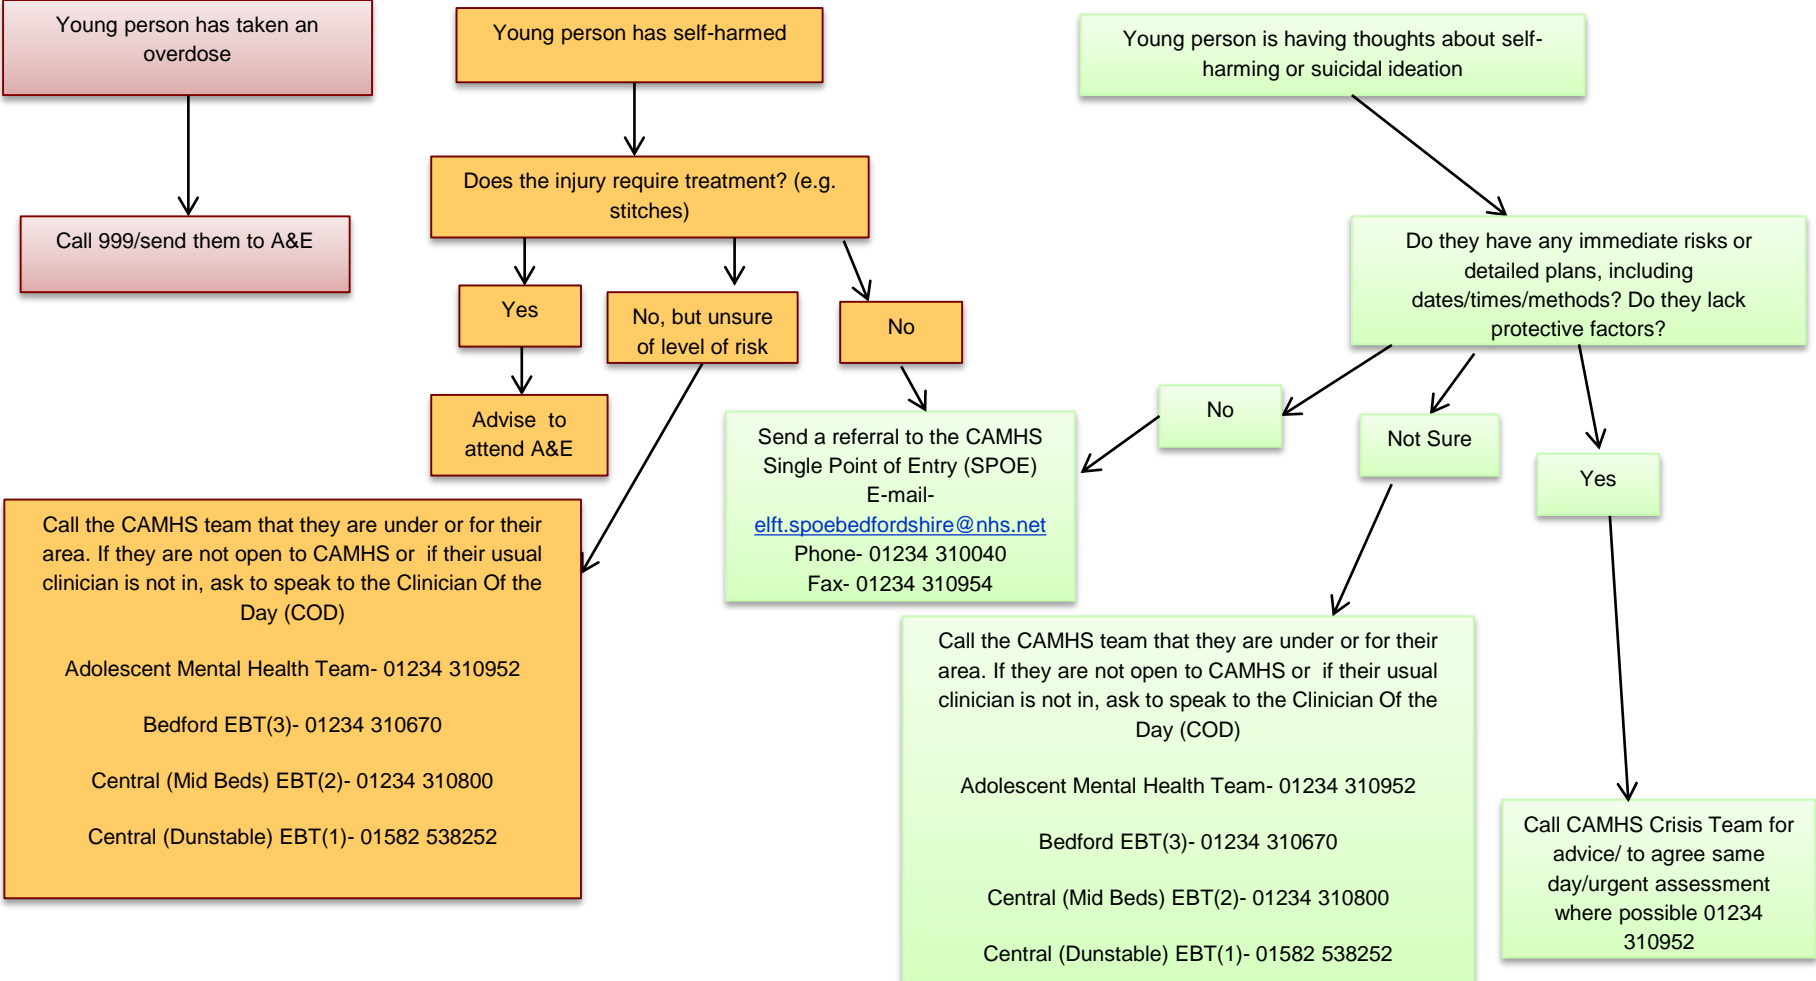 Young person has taken an
overdose
Call 999/send them to A&E
Young person has self-harmed
Does the injury require treatment? (e.g.
stitches)
Yes
No, but unsure
of level of risk
No
Advise  to
attend A&E
Call the CAMHS team that they are under or for their
area. If they are not open to CAMHS or  if their usual
clinician is not in, ask to speak to the Clinician Of the
Day (COD)
Adolescent Mental Health Team- 01234 310952
Bedford EBT(3)- 01234 310670
Central (Mid Beds) EBT(2)- 01234 310800
Central (Dunstable) EBT(1)- 01582 538252
Send a referral to the CAMHS
Single Point of Entry (SPOE)
E-mail-
elft.spoebedfordshire@nhs.net
Phone- 01234 310040
Fax- 01234 310954
Young person is having thoughts about self-
harming or suicidal ideation
Do they have any immediate risks or
detailed plans, including
dates/times/methods? Do they lack
protective factors?
No
Not Sure
Yes
Call the CAMHS team that they are under or for their
area. If they are not open to CAMHS or  if their usual
clinician is not in, ask to speak to the Clinician Of the
Day (COD)
Adolescent Mental Health Team- 01234 310952
Bedford EBT(3)- 01234 310670
Central (Mid Beds) EBT(2)- 01234 310800
Central (Dunstable) EBT(1)- 01582 538252
Call CAMHS Crisis Team for
advice/ to agree same
day/urgent assessment
where possible 01234
310952